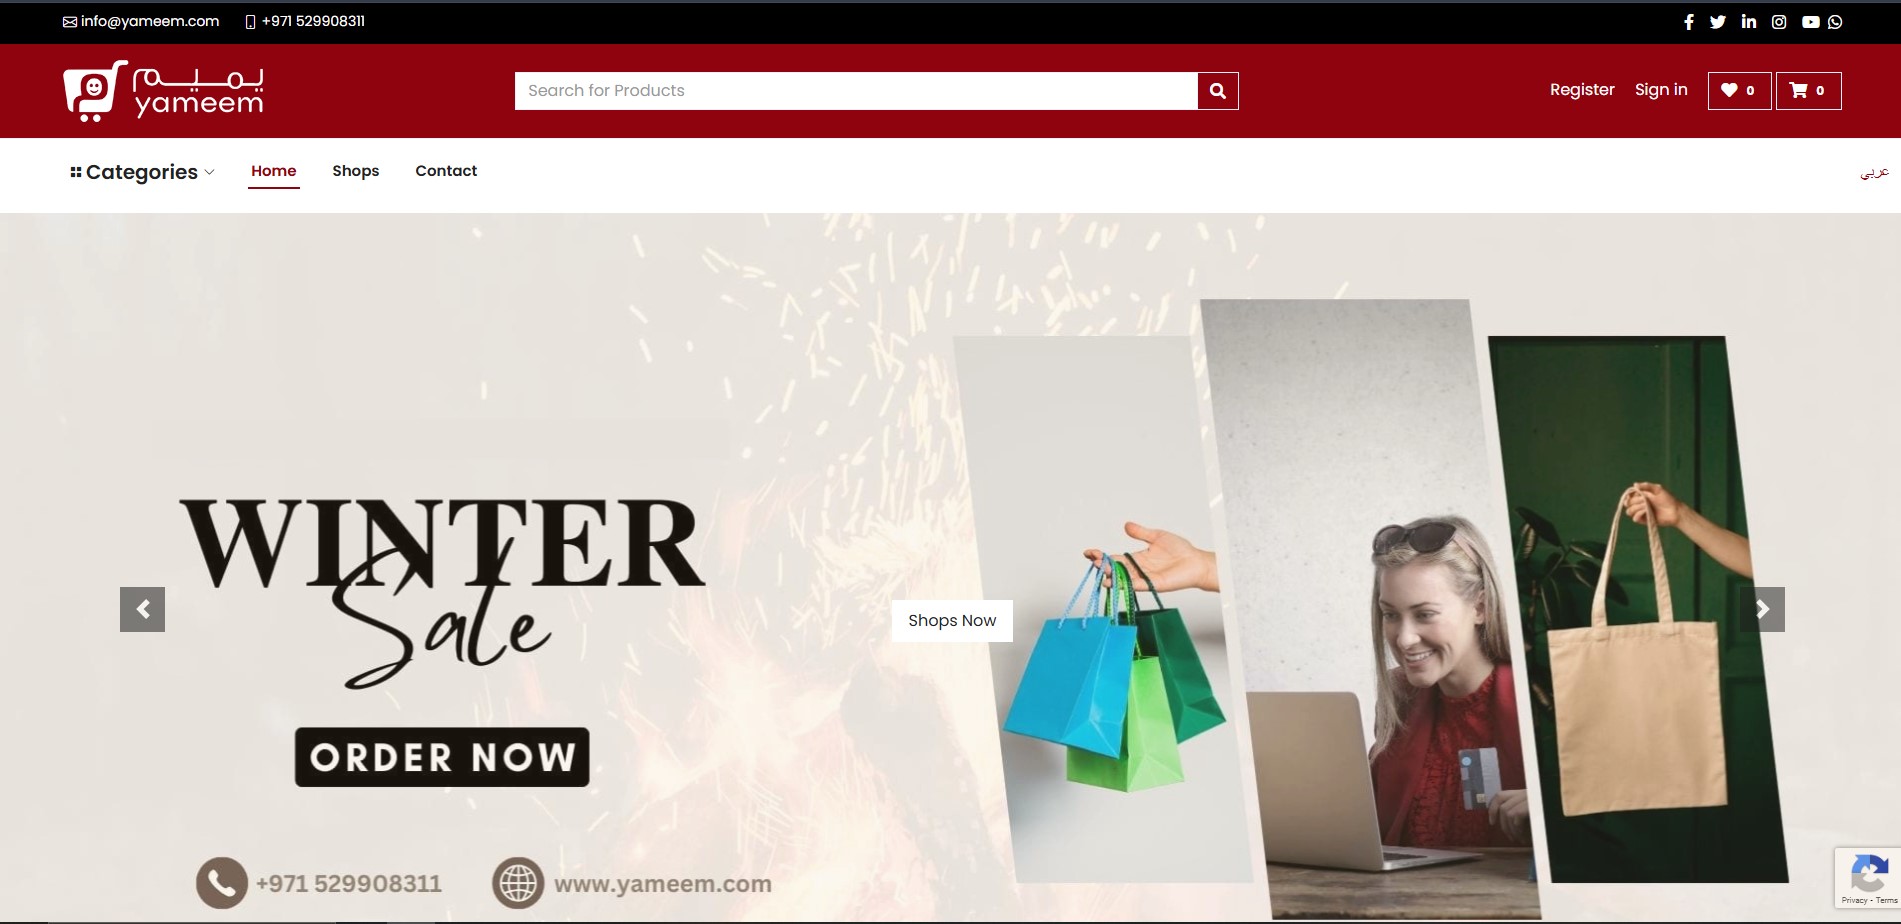 info@yameem.com +971 529908311
يميم
yameem
Search for Products
Register Sign in 0 0
Categories Home Shops Contact عربي
WINTER
Sale
Shops Now
ORDER NOW
+971 529908311 www.yameem.com
Privacy - Terms